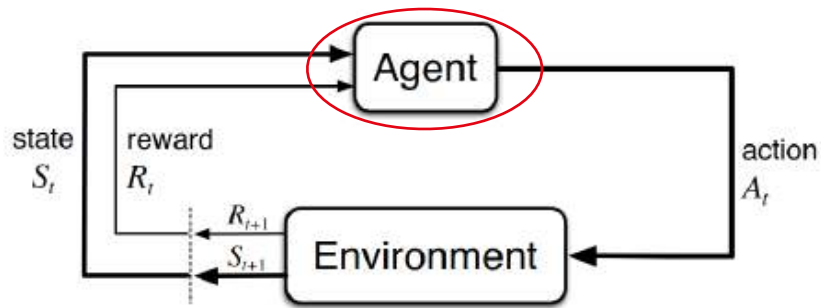 Agent
state
S_t
reward
R_t
action
A_t
R_{t+1}
S_{t+1}
Environment